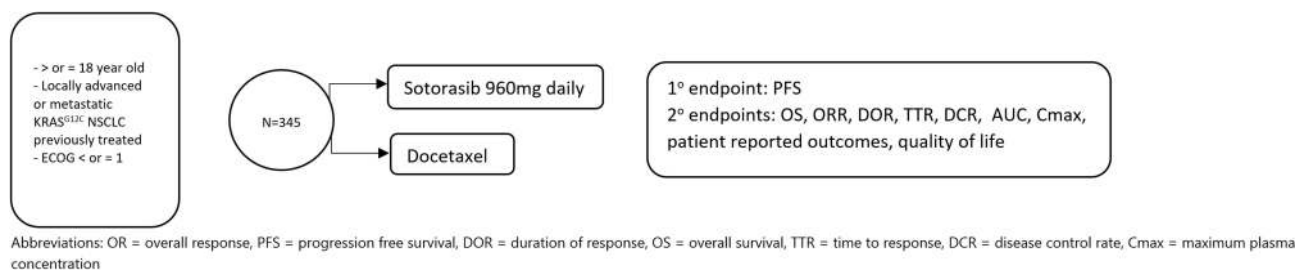 - > or = 18 year old
- Locally advanced
or metastatic
KRASᴳ¹²ᶜ NSCLC
previously treated
- ECOG < or = 1
N=345
Sotorasib 960mg daily
Docetaxel
1º endpoint: PFS
2º endpoints: OS, ORR, DOR, TTR, DCR, AUC, Cmax,
patient reported outcomes, quality of life
Abbreviations: OR = overall response, PFS = progression free survival, DOR = duration of response, OS = overall survival, TTR = time to response, DCR = disease control rate, Cmax = maximum plasma
concentration